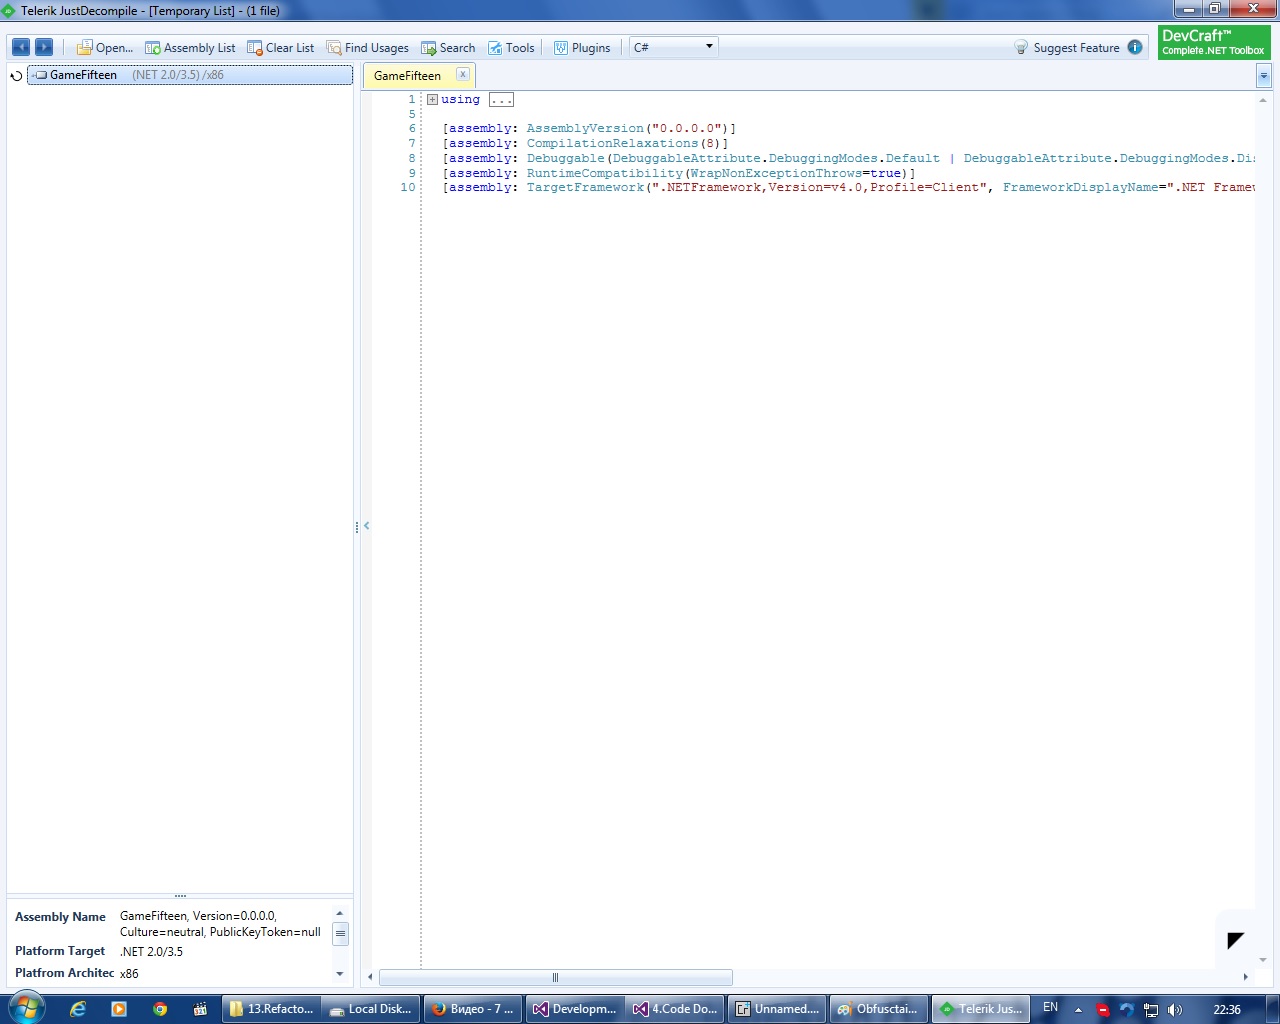 Telerik JustDecompile - [Temporary List] - (1 file)
Open... Assembly List Clear List Find Usages Search Tools Plugins C# Suggest Feature
DevCraft™
Complete .NET Toolbox
GameFifteen (NET 2.0/3.5) /x86
GameFifteen x
1 using ...
5
6 [assembly: AssemblyVersion("0.0.0.0")]
7 [assembly: CompilationRelaxations(8)]
8 [assembly: Debuggable(DebuggableAttribute.DebuggingModes.Default | DebuggableAttribute.DebuggingModes.Dis
9 [assembly: RuntimeCompatibility(WrapNonExceptionThrows=true)]
10 [assembly: TargetFramework(".NETFramework,Version=v4.0,Profile=Client", FrameworkDisplayName=".NET Framew
Assembly Name GameFifteen, Version=0.0.0.0,
Culture=neutral, PublicKeyToken=null
Platform Target .NET 2.0/3.5
Platfrom Architec x86
13.Refacto... Local Disk... Видео - 7 ... Developm... 4.Code Do... Unnamed.... Obfusctai... Telerik Jus... EN 22:36